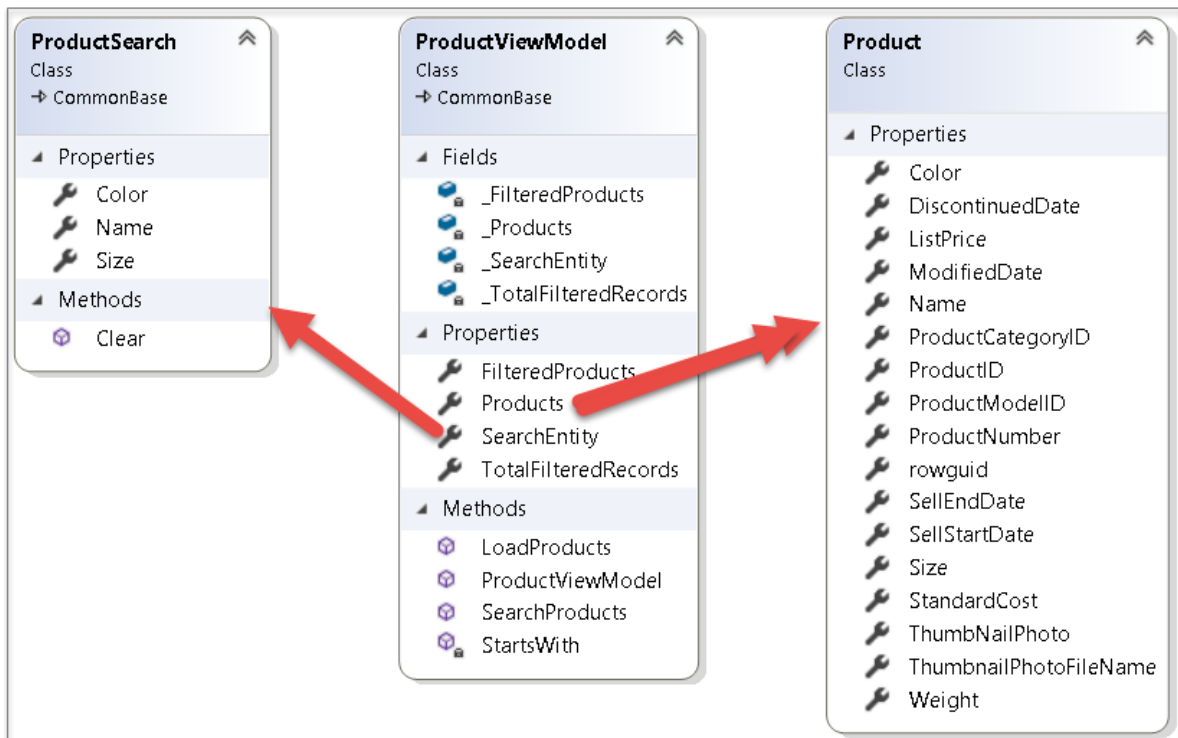 ProductSearch
Class
CommonBase
Properties
Color
Name
Size
Methods
Clear
ProductViewModel
Class
CommonBase
Fields
_FilteredProducts
_Products
_SearchEntity
_TotalFilteredRecords
Properties
FilteredProducts
Products
SearchEntity
TotalFilteredRecords
Methods
LoadProducts
ProductViewModel
SearchProducts
StartsWith
Product
Class
Properties
Color
DiscontinuedDate
ListPrice
ModifiedDate
Name
ProductCategoryID
ProductID
ProductModelID
ProductNumber
rowguid
SellEndDate
SellStartDate
Size
StandardCost
ThumbNailPhoto
ThumbnailPhotoFileName
Weight